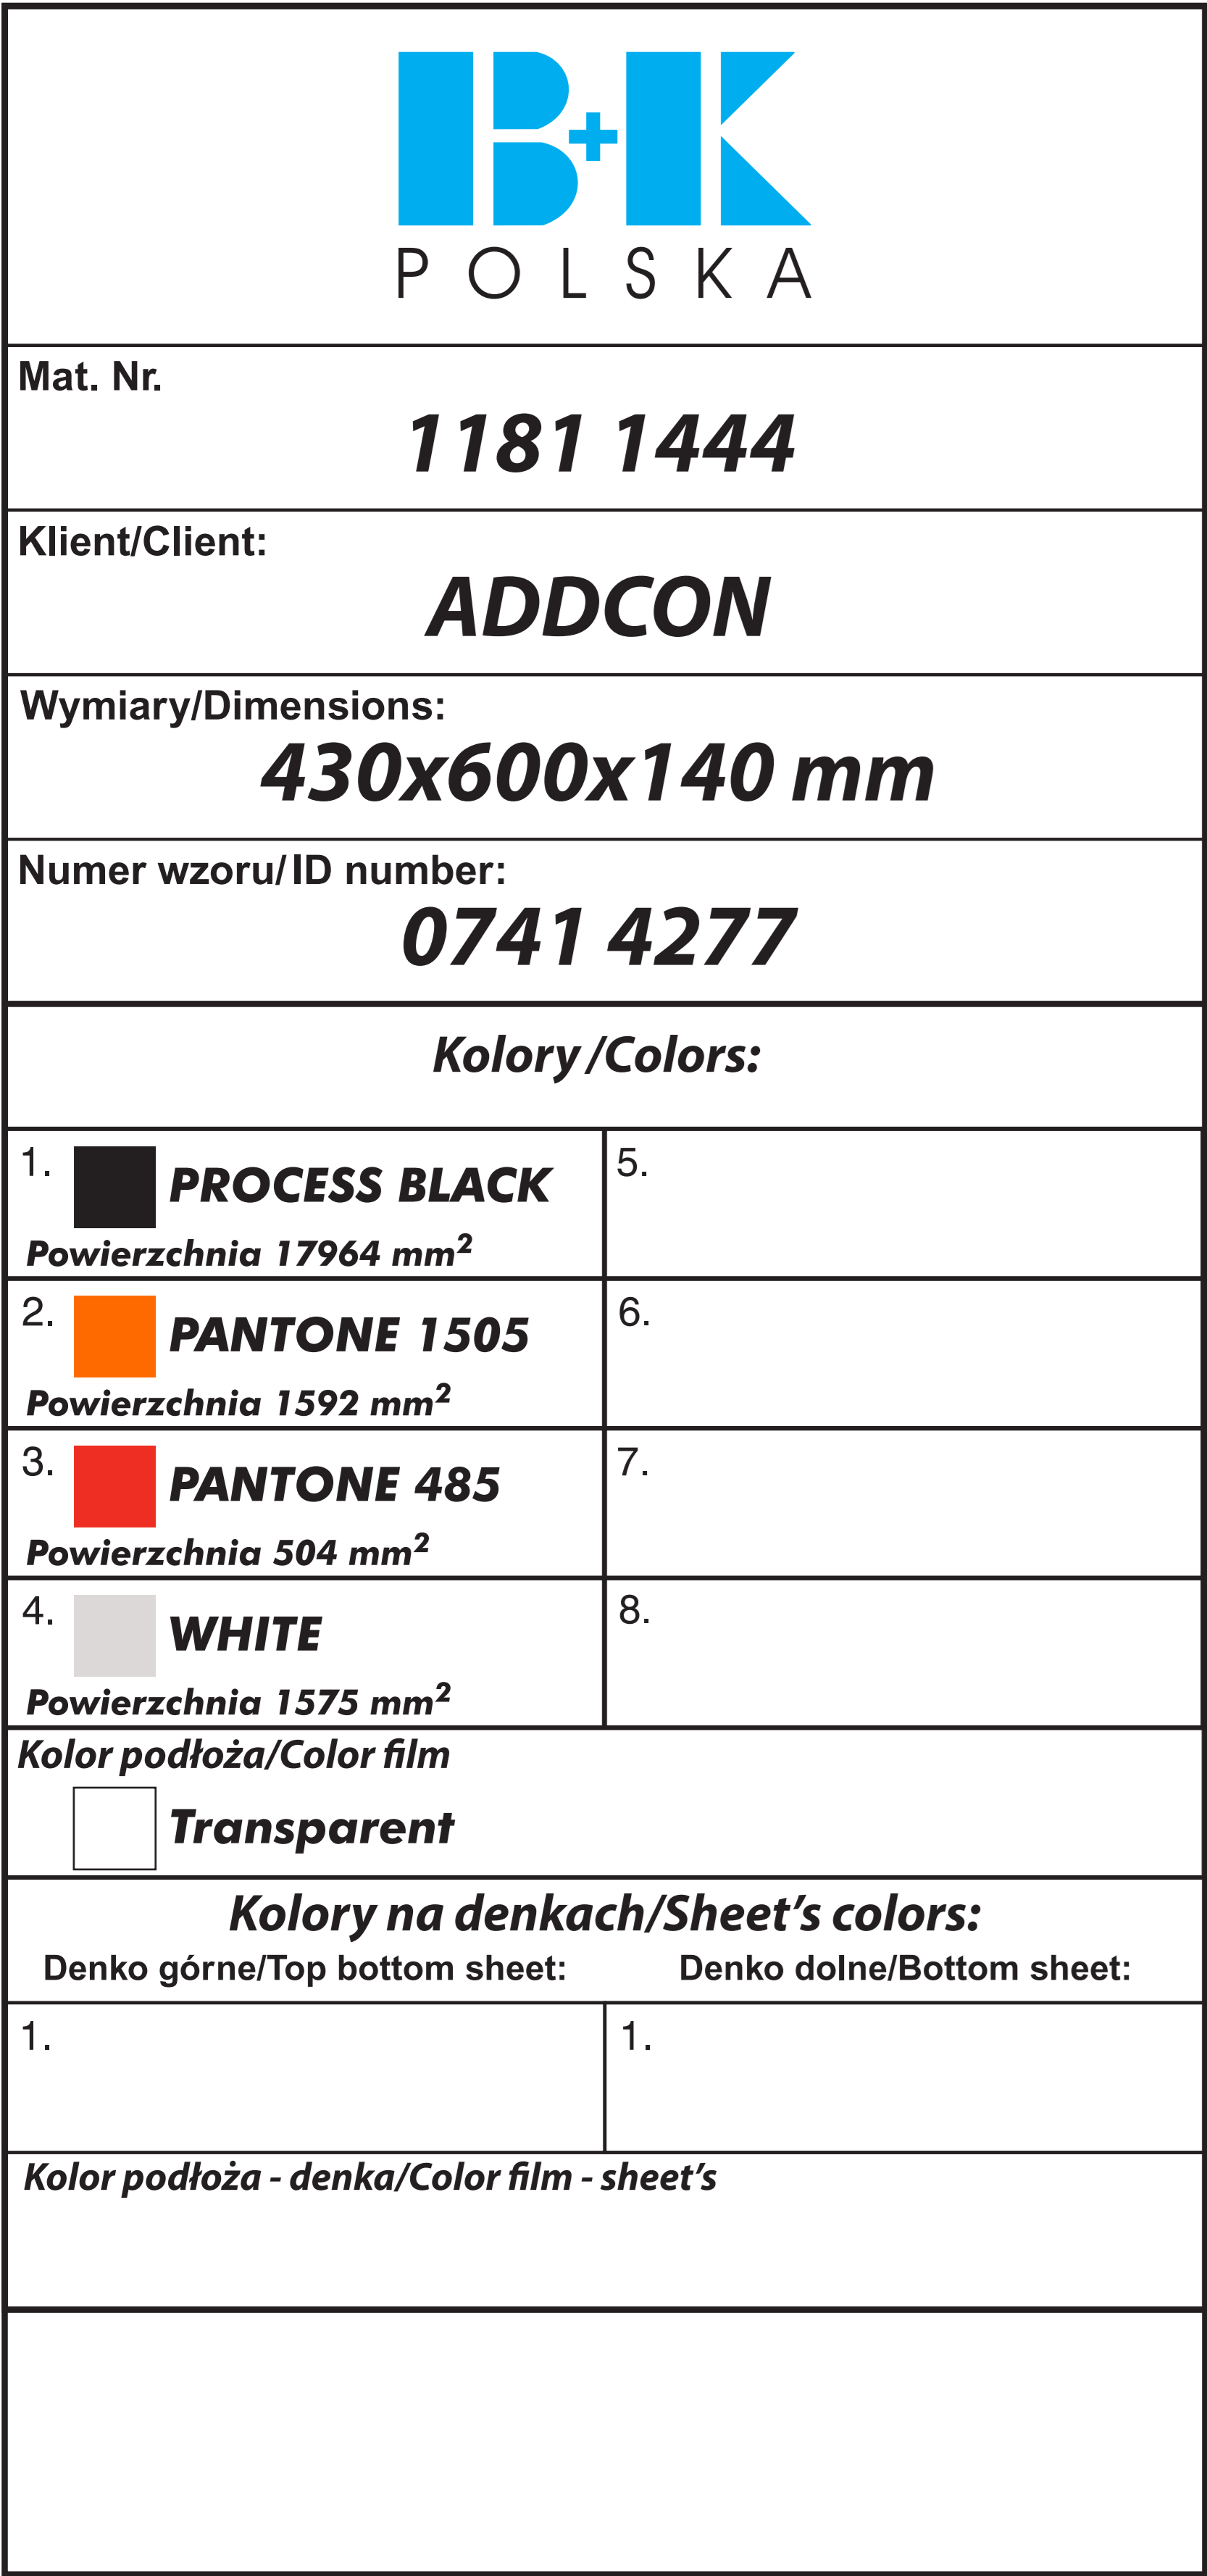 B+K
POLSKA
Mat. Nr.
1181 1444
Klient/Client:
ADDCON
Wymiary/Dimensions:
430x600x140 mm
Numer wzoru/ID number:
0741 4277
Kolory/Colors:
1. PROCESS BLACK
Powierzchnia 17964 mm²
5.
2. PANTONE 1505
Powierzchnia 1592 mm²
6.
3. PANTONE 485
Powierzchnia 504 mm²
7.
4. WHITE
Powierzchnia 1575 mm²
8.
Kolor podłoża/Color film
Transparent
Kolory na denkach/Sheet's colors:
Denko górne/Top bottom sheet: Denko dolne/Bottom sheet:
1. 1.
Kolor podłoża - denka/Color film - sheet's